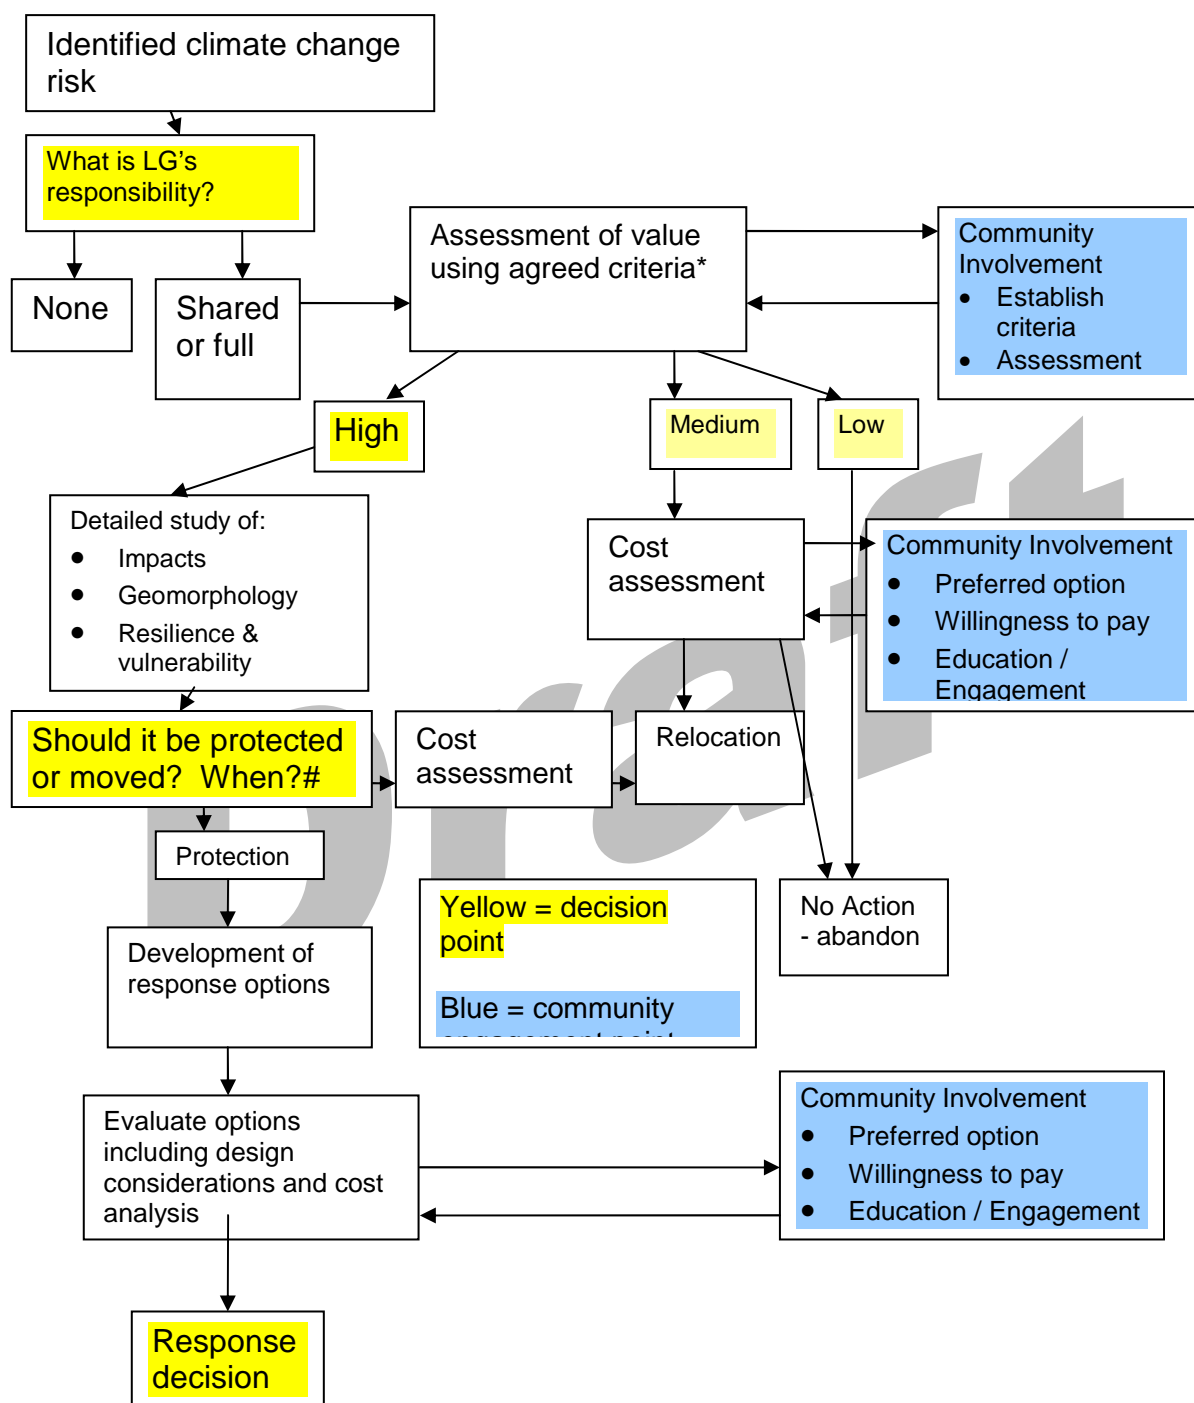 Identified climate change
risk
What is LG's
responsibility?
None
Shared
or full
Assessment of value
using agreed criteria*
Community
Involvement
• Establish
criteria
• Assessment
High
Medium
Low
Detailed study of:
• Impacts
• Geomorphology
• Resilience &
vulnerability
Cost
assessment
Community Involvement
• Preferred option
• Willingness to pay
• Education /
Engagement
Should it be protected
or moved? When?#
Cost
assessment
Relocation
Protection
Yellow = decision
point
Blue = community
engagement point
No Action
- abandon
Development of
response options
Evaluate options
including design
considerations and cost
analysis
Community Involvement
• Preferred option
• Willingness to pay
• Education / Engagement
Response
decision
Draft